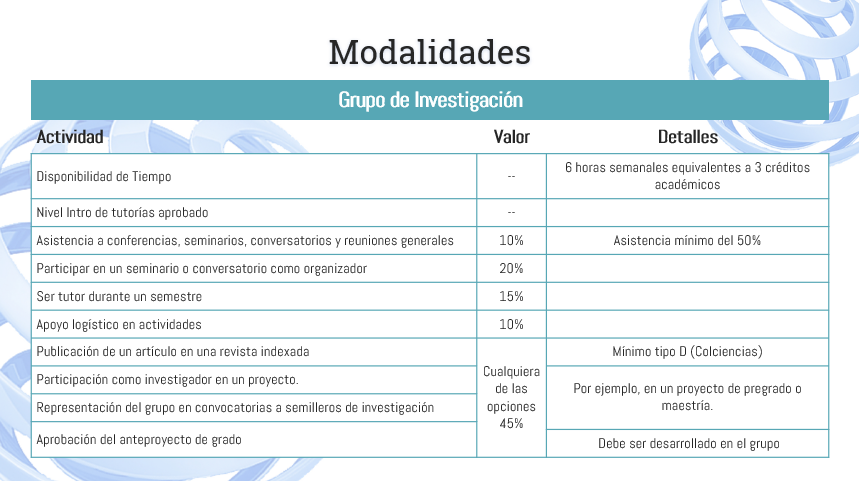 Modalidades
Grupo de Investigación
Actividad Valor Detalles
Disponibilidad de Tiempo -- 6 horas semanales equivalentes a 3 créditos
académicos
Nivel Intro de tutorías aprobado --
Asistencia a conferencias, seminarios, conversatorios y reuniones generales 10% Asistencia mínimo del 50%
Participar en un seminario o conversatorio como organizador 20%
Ser tutor durante un semestre 15%
Apoyo logístico en actividades 10%
Publicación de un artículo en una revista indexada Mínimo tipo D (Colciencias)
Cualquiera
de las
opciones
45%
Participación como investigador en un proyecto.
Por ejemplo, en un proyecto de pregrado o
maestría.
Representación del grupo en convocatorias a semilleros de investigación
Aprobación del anteproyecto de grado Debe ser desarrollado en el grupo